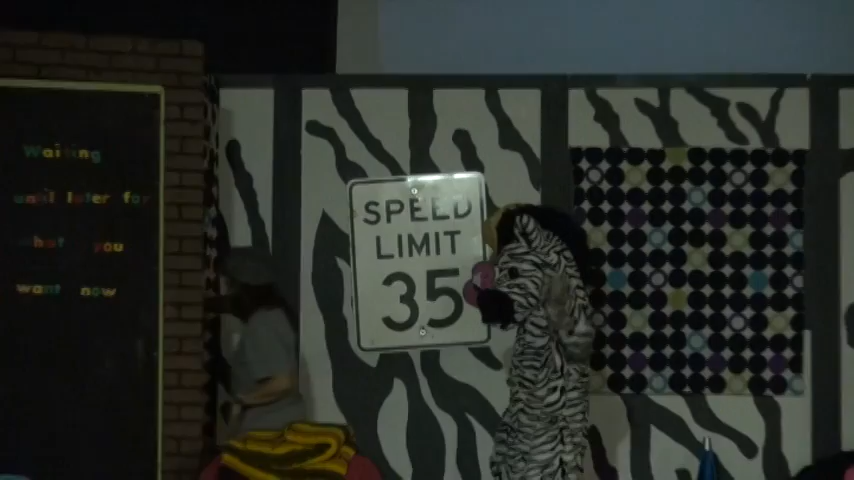 Waiting
until later for
what you
want now
SPEED
LIMIT
35